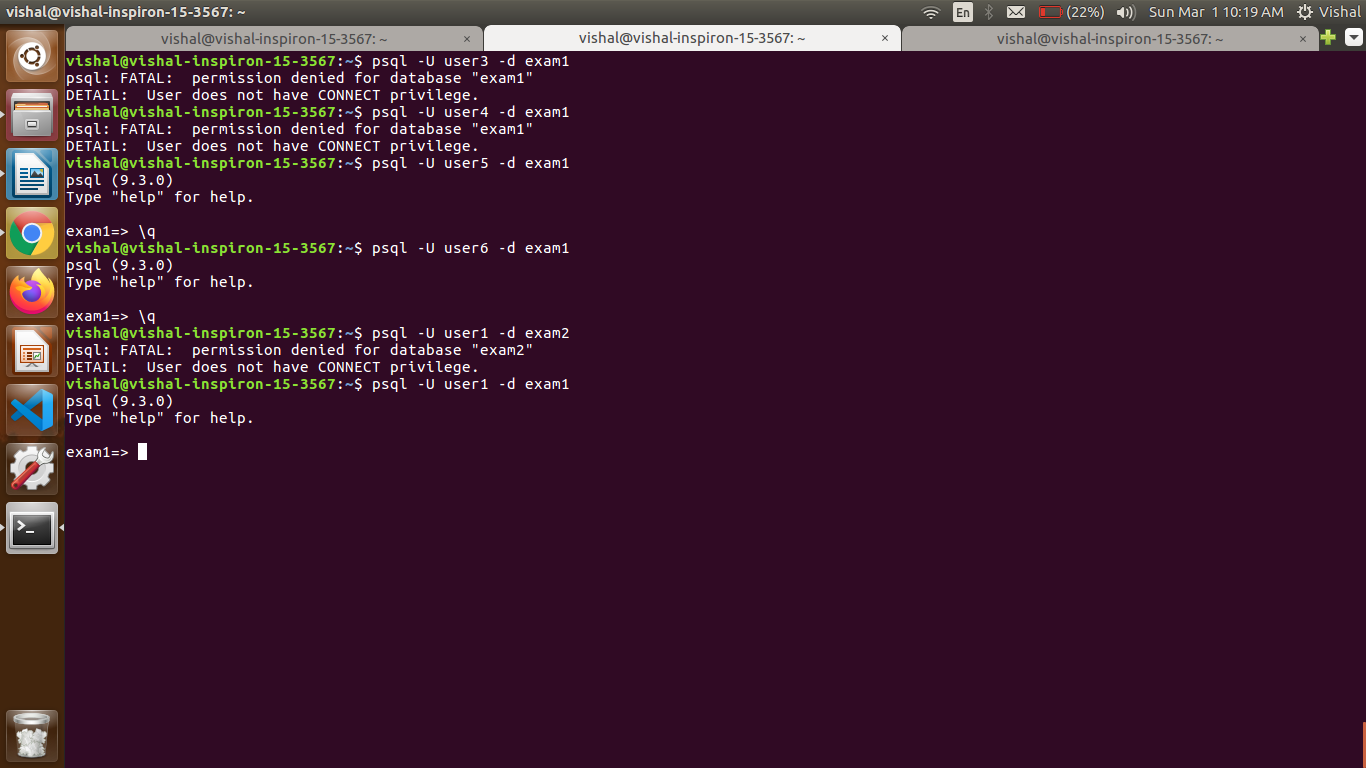 vishal@vishal-inspiron-15-3567: ~
En
(22%)
Sun Mar 1 10:19 AM
Vishal
vishal@vishal-inspiron-15-3567: ~ ×
vishal@vishal-inspiron-15-3567: ~ ×
vishal@vishal-inspiron-15-3567: ~ ×
vishal@vishal-inspiron-15-3567:~$ psql -U user3 -d exam1
psql: FATAL:  permission denied for database "exam1"
DETAIL:  User does not have CONNECT privilege.
vishal@vishal-inspiron-15-3567:~$ psql -U user4 -d exam1
psql: FATAL:  permission denied for database "exam1"
DETAIL:  User does not have CONNECT privilege.
vishal@vishal-inspiron-15-3567:~$ psql -U user5 -d exam1
psql (9.3.0)
Type "help" for help.
exam1=> \q
vishal@vishal-inspiron-15-3567:~$ psql -U user6 -d exam1
psql (9.3.0)
Type "help" for help.
exam1=> \q
vishal@vishal-inspiron-15-3567:~$ psql -U user1 -d exam2
psql: FATAL:  permission denied for database "exam2"
DETAIL:  User does not have CONNECT privilege.
vishal@vishal-inspiron-15-3567:~$ psql -U user1 -d exam1
psql (9.3.0)
Type "help" for help.
exam1=>